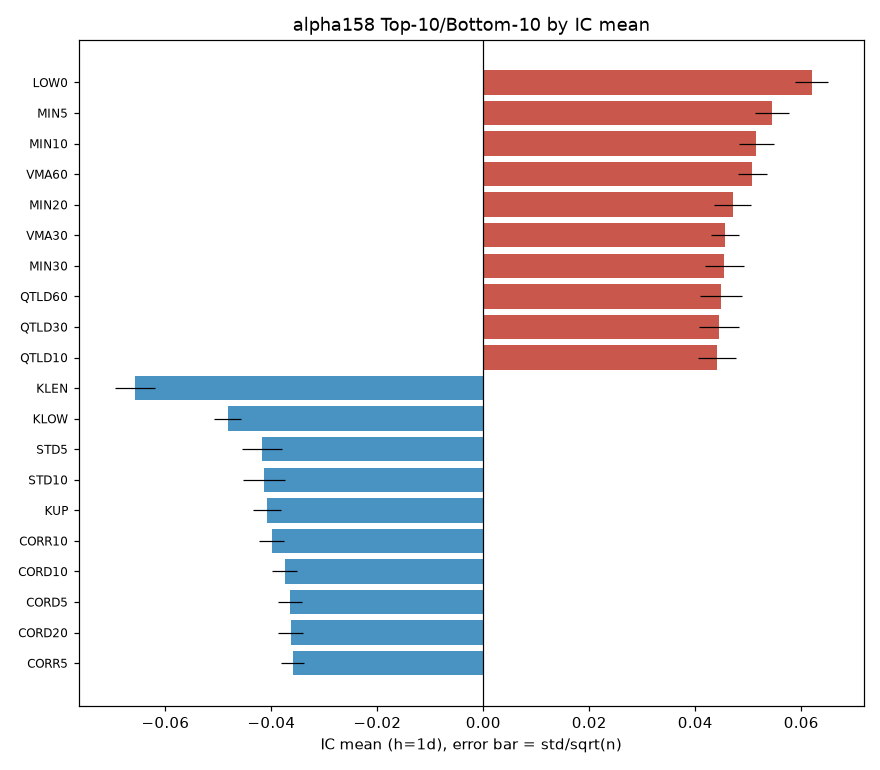 alpha158 Top-10/Bottom-10 by IC mean
LOW0
MIN5
MIN10
VMA60
MIN20
VMA30
MIN30
QTLD60
QTLD30
QTLD10
KLEN
KLOW
STD5
STD10
KUP
CORR10
CORD10
CORD5
CORD20
CORR5
−0.06 −0.04 −0.02 0.00 0.02 0.04 0.06
IC mean (h=1d), error bar = std/sqrt(n)